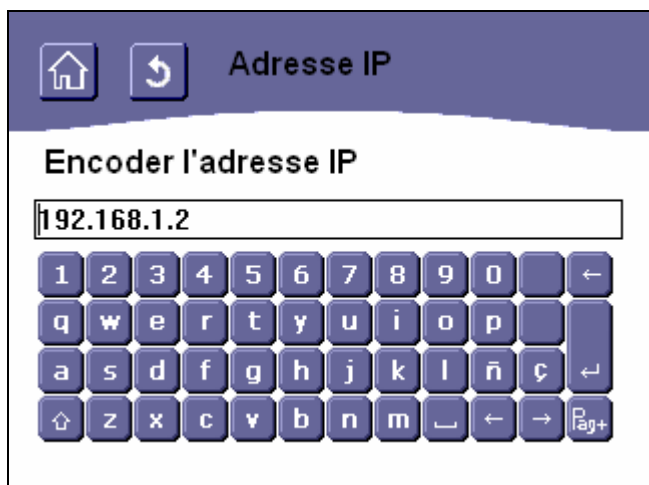 Adresse IP
Encoder l'adresse IP
192.168.1.2
1 2 3 4 5 6 7 8 9 0 ←
q w e r t y u i o p
a s d f g h j k l ñ ç ↵
⇧ z x c v b n m ⎵ ← → Pag+